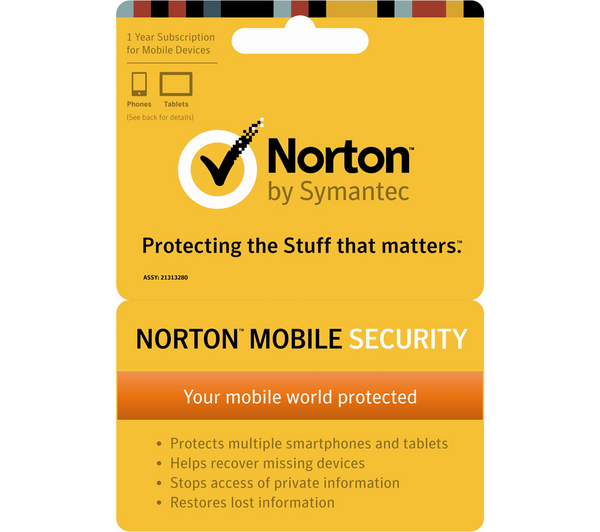 1 Year Subscription
for Mobile Devices
Phones Tablets
(See back for details)
Norton™
by Symantec
Protecting the Stuff that matters.™
ASSY: 21313280
NORTON™ MOBILE SECURITY
Your mobile world protected
• Protects multiple smartphones and tablets
• Helps recover missing devices
• Stops access of private information
• Restores lost information